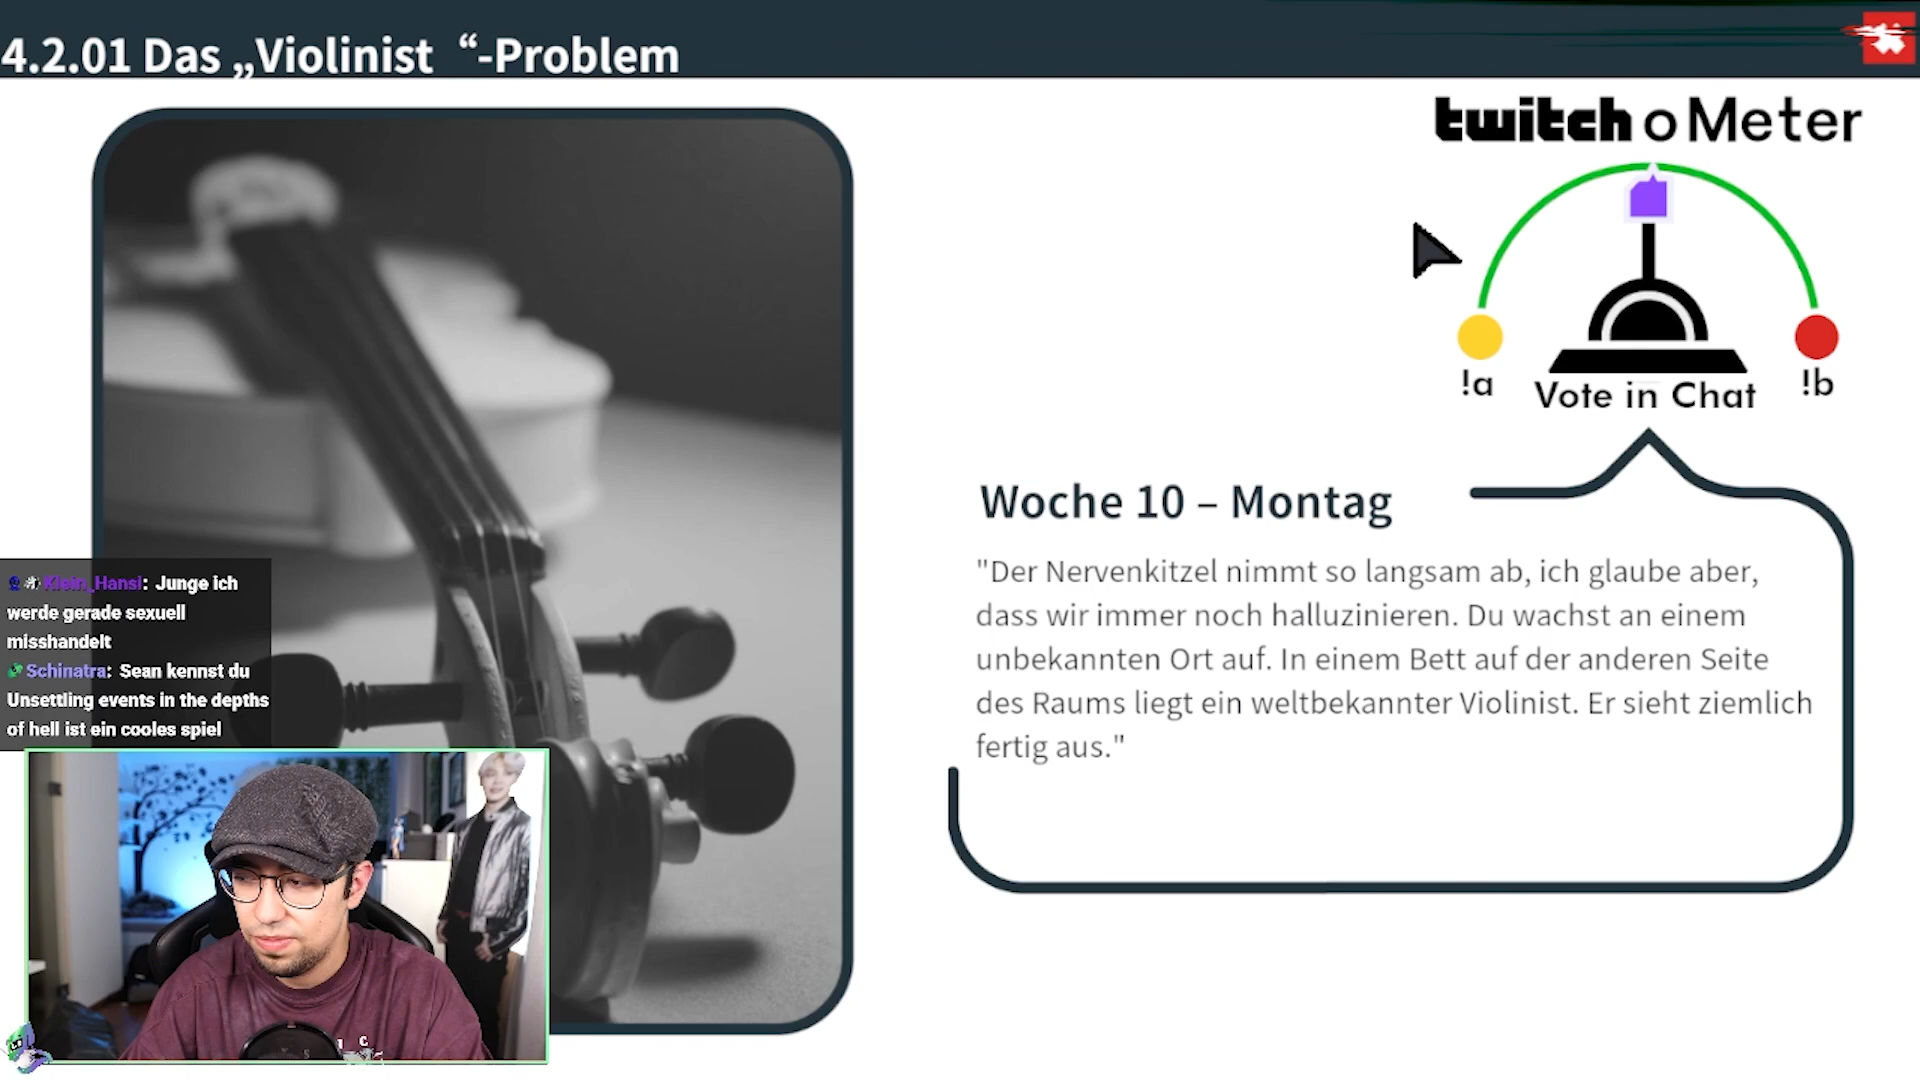 4.2.01 Das „Violinist “-Problem
twitch o Meter
!a
Vote in Chat
!b
Woche 10 – Montag
"Der Nervenkitzel nimmt so langsam ab, ich glaube aber,
dass wir immer noch halluzinieren. Du wachst an einem
unbekannten Ort auf. In einem Bett auf der anderen Seite
des Raums liegt ein weltbekannter Violinist. Er sieht ziemlich
fertig aus."
Klein_Hansi: Junge ich
werde gerade sexuell
misshandelt
Schinatra: Sean kennst du
Unsettling events in the depths
of hell ist ein cooles spiel